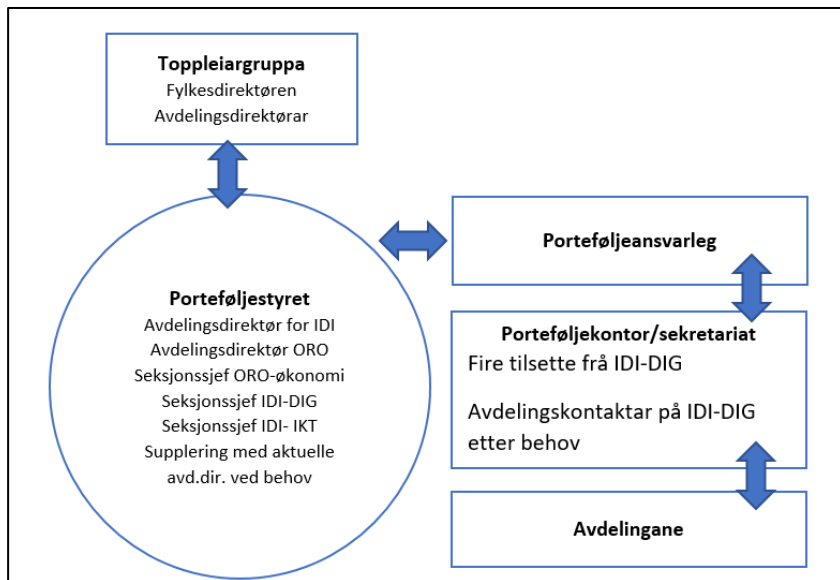 Toppleiargruppa
Fylkesdirektøren
Avdelingsdirektørar
Porteføljestyret
Avdelingsdirektør for IDI
Avdelingsdirektør ORO
Seksjonssjef ORO-økonomi
Seksjonssjef IDI-DIG
Seksjonssjef IDI- IKT
Supplering med aktuelle
avd.dir. ved behov
Porteføljeansvarleg
Porteføljekontor/sekretariat
Fire tilsette frå IDI-DIG
Avdelingskontaktar på IDI-DIG
etter behov
Avdelingane